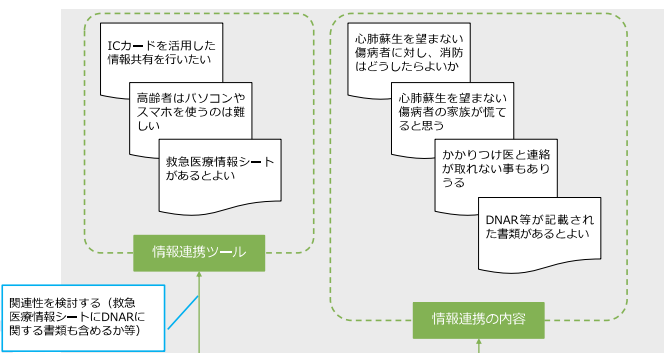 ICカードを活用した
情報共有を行いたい
高齢者はパソコンや
スマホを使うのは難
しい
救急医療情報シート
があるとよい
情報連携ツール
心肺蘇生を望まない
傷病者に対し、消防
はどうしたらよいか
心肺蘇生を望まない
傷病者の家族が慌て
ると思う
かかりつけ医と連絡
が取れない事もあり
うる
DNAR等が記載され
た書類があるとよい
情報連携の内容
関連性を検討する（救急
医療情報シートにDNARに
関する書類も含めるか等）